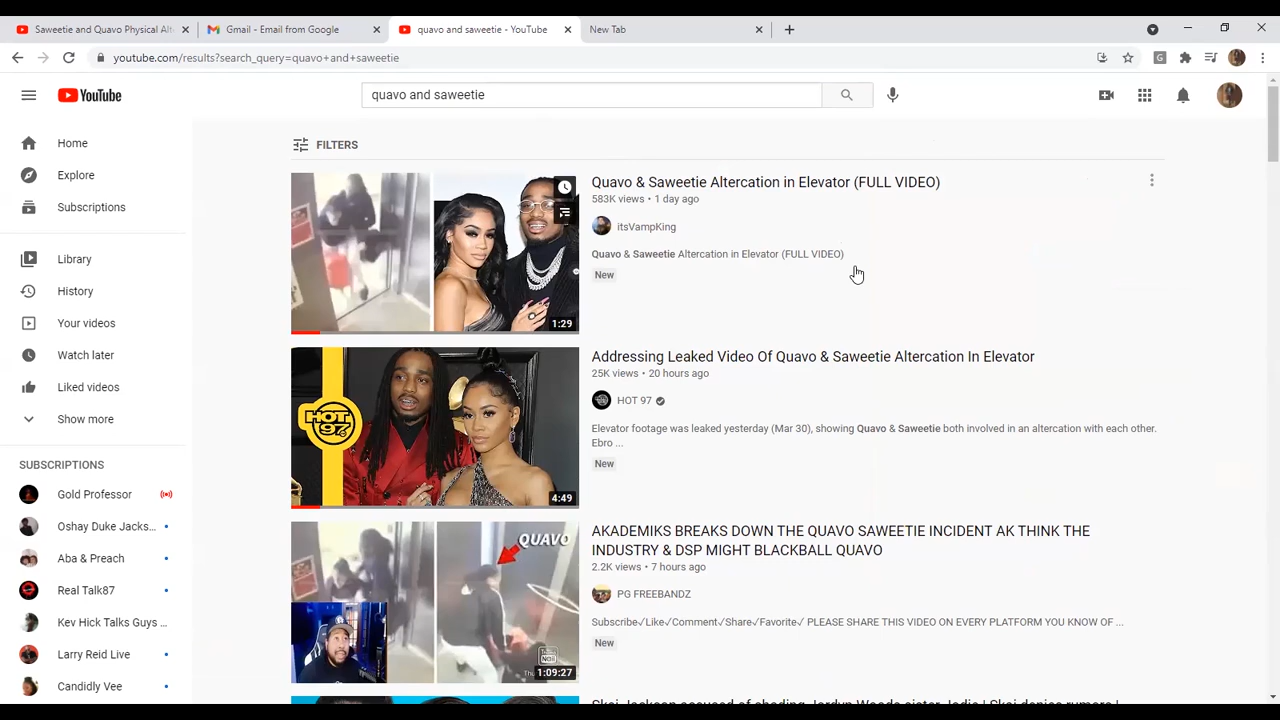 Saweetie and Quavo Physical Alt
Gmail - Email from Google
quavo and saweetie - YouTube
New Tab
youtube.com/results?search_query=quavo+and+saweetie
YouTube
quavo and saweetie
Home
Explore
Subscriptions
Library
History
Your videos
Watch later
Liked videos
Show more
SUBSCRIPTIONS
Gold Professor
Oshay Duke Jacks...
Aba & Preach
Real Talk87
Kev Hick Talks Guys ...
Larry Reid Live
Candidly Vee
FILTERS
1:29
Quavo & Saweetie Altercation in Elevator (FULL VIDEO)
583K views • 1 day ago
itsVampKing
Quavo & Saweetie Altercation in Elevator (FULL VIDEO)
New
HOT
97
4:49
Addressing Leaked Video Of Quavo & Saweetie Altercation In Elevator
25K views • 20 hours ago
HOT 97
Elevator footage was leaked yesterday (Mar 30), showing Quavo & Saweetie both involved in an altercation with each other.
Ebro ...
New
QUAVO
1:09:27
AKADEMIKS BREAKS DOWN THE QUAVO SAWEETIE INCIDENT AK THINK THE
INDUSTRY & DSP MIGHT BLACKBALL QUAVO
2.2K views • 7 hours ago
PG FREEBANDZ
Subscribe✓Like✓Comment✓Share✓Favorite✓ PLEASE SHARE THIS VIDEO ON EVERY PLATFORM YOU KNOW OF ...
New